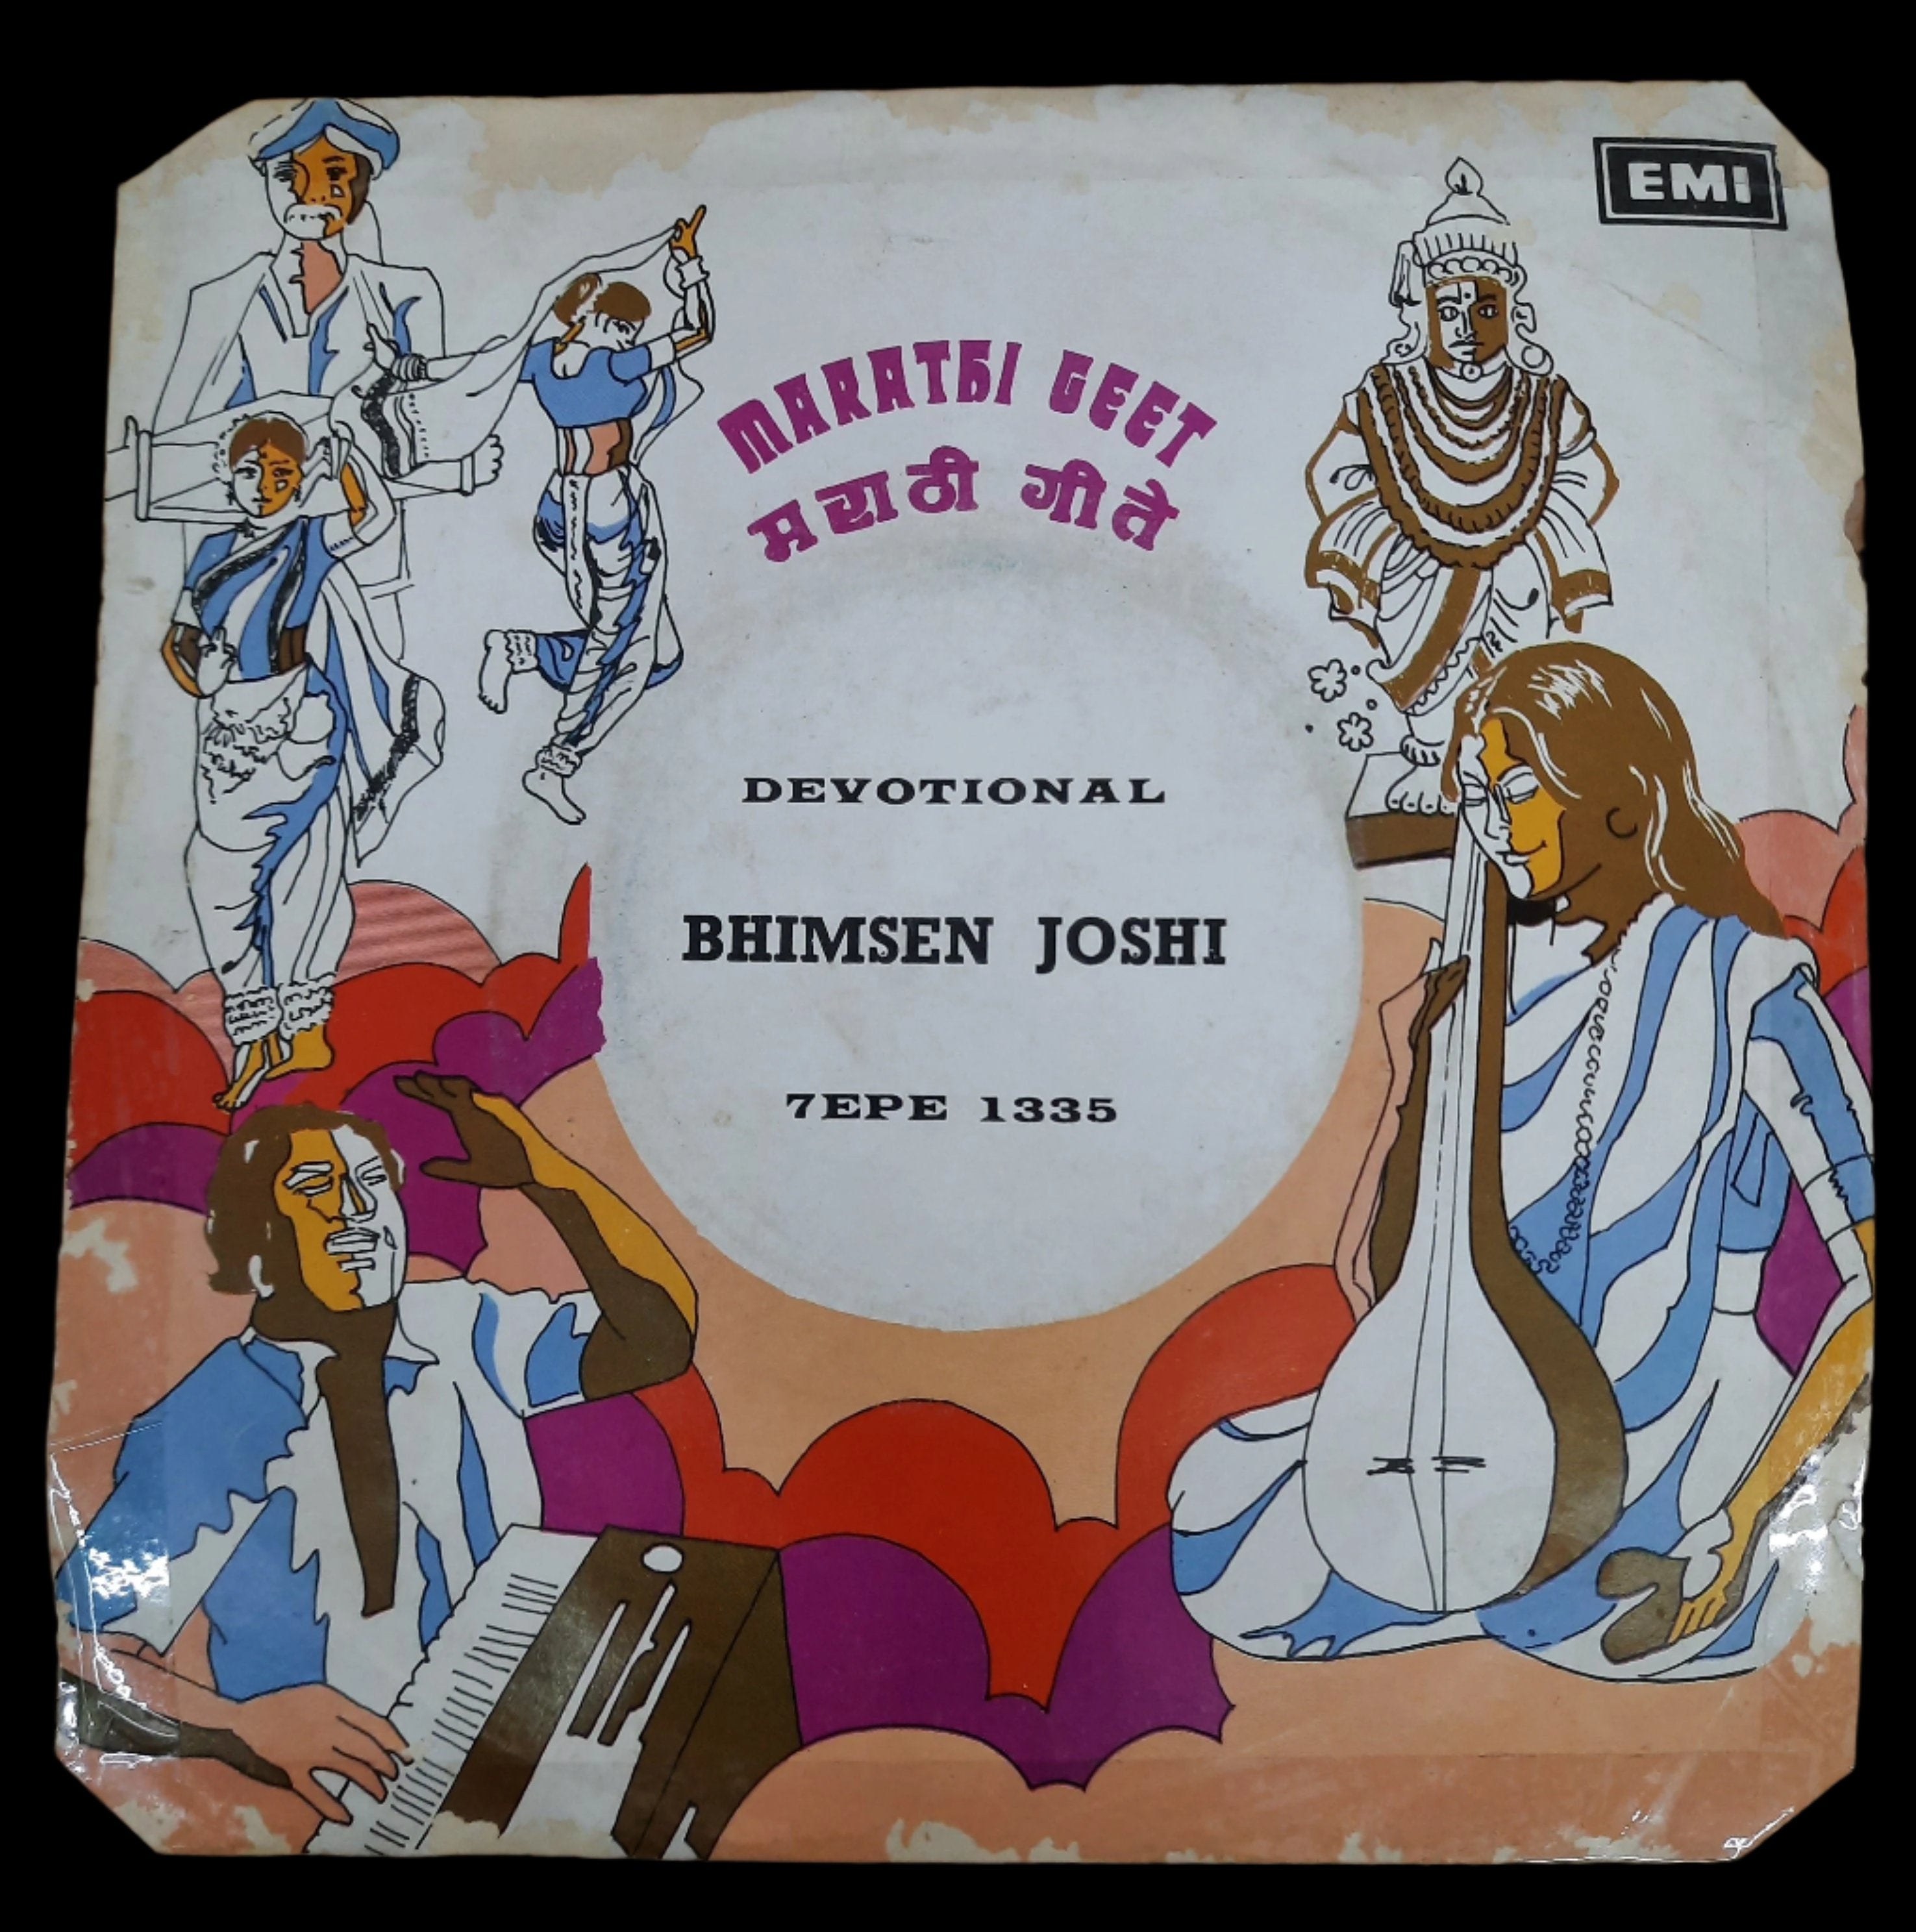 EMI
MARATHI GEET
मराठी गीते
DEVOTIONAL
BHIMSEN JOSHI
7EPE 1335